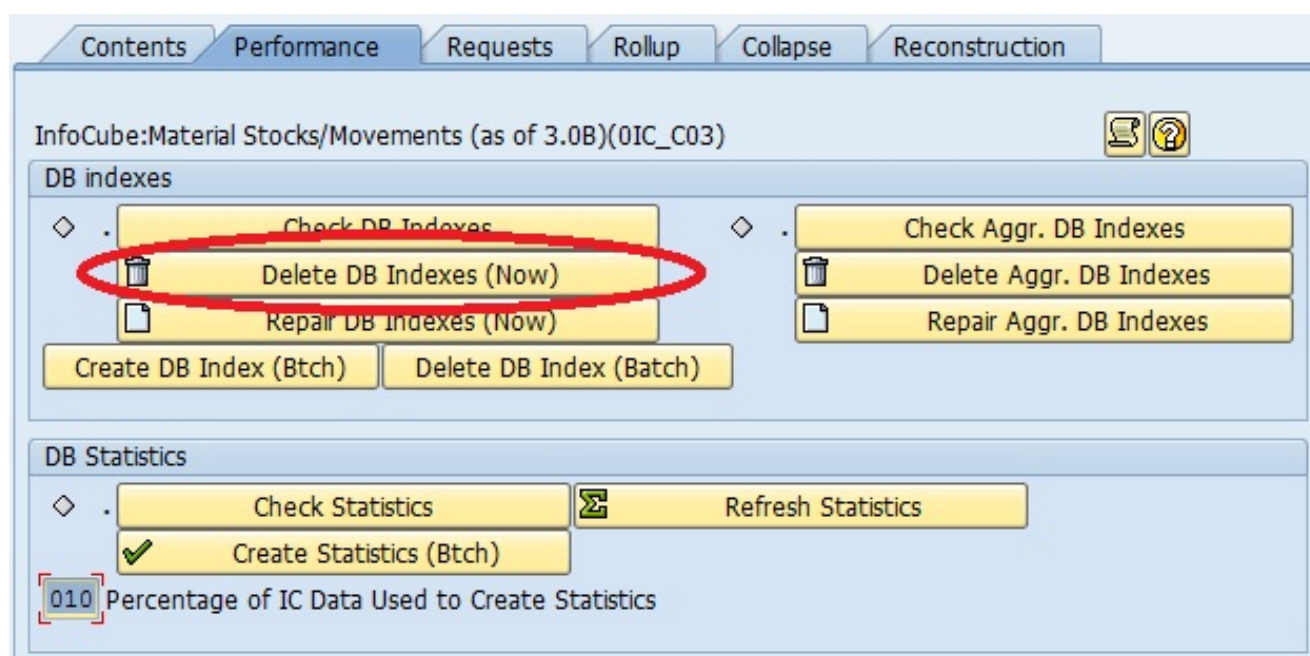 Contents Performance Requests Rollup Collapse Reconstruction
InfoCube:Material Stocks/Movements (as of 3.0B)(0IC_C03)
DB indexes
Check DB Indexes Check Aggr. DB Indexes
Delete DB Indexes (Now) Delete Aggr. DB Indexes
Repair DB Indexes (Now) Repair Aggr. DB Indexes
Create DB Index (Btch) Delete DB Index (Batch)
DB Statistics
Check Statistics Refresh Statistics
Create Statistics (Btch)
010 Percentage of IC Data Used to Create Statistics